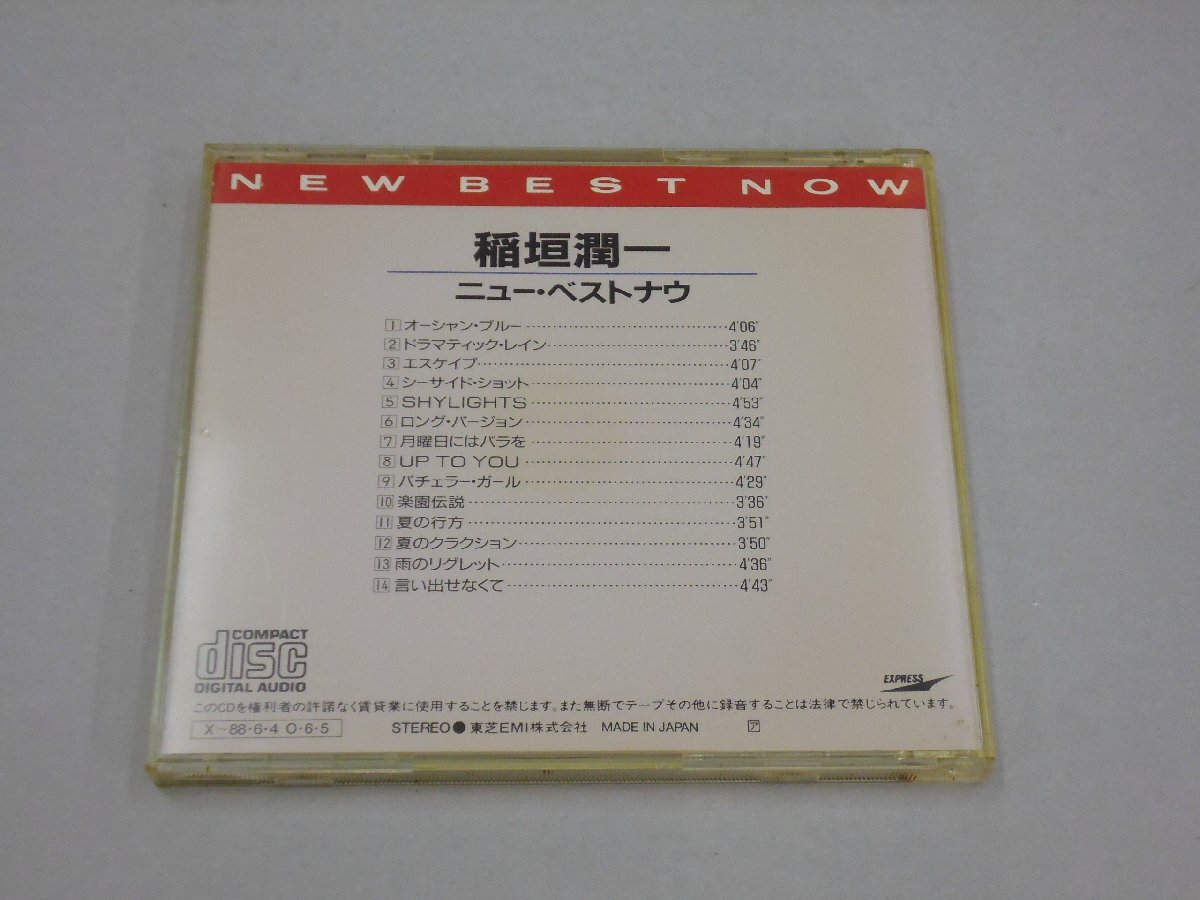 NEW BEST NOW
稲垣潤一
ニュー・ベストナウ
1 オーシャン・ブルー 4'06"
2 ドラマティック・レイン 3'46"
3 エスケイプ 4'07"
4 シーサイド・ショット 4'04"
5 SHYLIGHTS 4'53"
6 ロング・バージョン 4'34"
7 月曜日にはバラを 4'19"
8 UP TO YOU 4'47"
9 バチェラー・ガール 4'29"
10 楽園伝説 3'36"
11 夏の行方 3'51"
12 夏のクラクション 3'50"
13 雨のリグレット 4'36"
14 言い出せなくて 4'43"
COMPACT
disc
DIGITAL AUDIO
EXPRESS
このCDを権利者の許諾なく賃貸業に使用することを禁じます。また無断でテープその他に録音することは法律で禁じられています。
X~88・6・4 O・6・5 STEREO● 東芝EMI株式会社 MADE IN JAPAN ア